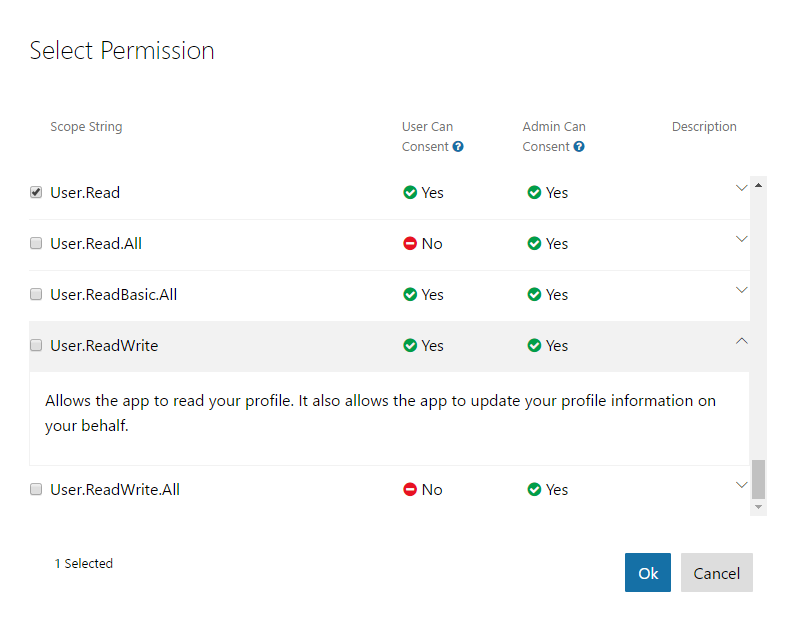 Select Permission
Scope String
User Can Consent ?
Admin Can Consent ?
Description
User.Read Yes Yes
User.Read.All No Yes
User.ReadBasic.All Yes Yes
User.ReadWrite Yes Yes
Allows the app to read your profile. It also allows the app to update your profile information on
your behalf.
User.ReadWrite.All No Yes
1 Selected
Ok Cancel